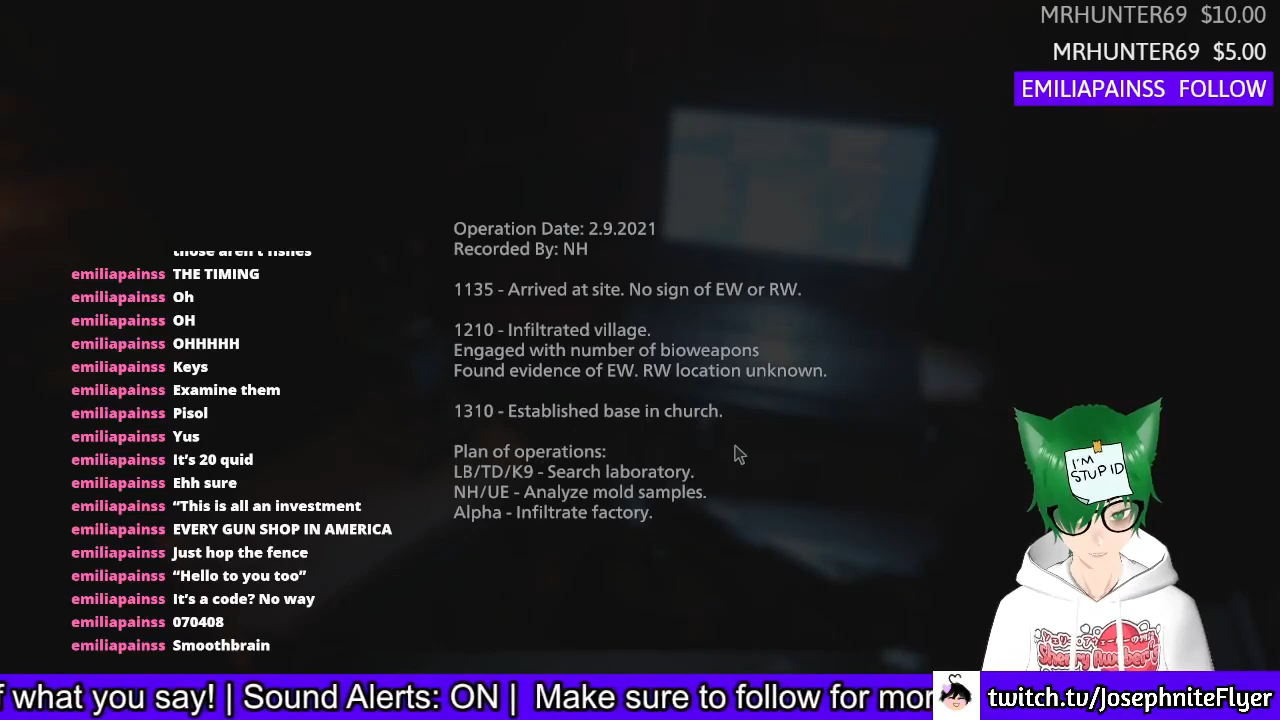 MRHUNTER69 $10.00
MRHUNTER69 $5.00
EMILIAPAINSS FOLLOW
Operation Date: 2.9.2021
Recorded By: NH
1135 - Arrived at site. No sign of EW or RW.
1210 - Infiltrated village.
Engaged with number of bioweapons
Found evidence of EW. RW location unknown.
1310 - Established base in church.
Plan of operations:
LB/TD/K9 - Search laboratory.
NH/UE - Analyze mold samples.
Alpha - Infiltrate factory.
those aren't fishes
emiliapainss THE TIMING
emiliapainss Oh
emiliapainss OH
emiliapainss OHHHHH
emiliapainss Keys
emiliapainss Examine them
emiliapainss Pisol
emiliapainss Yus
emiliapainss It's 20 quid
emiliapainss Ehh sure
emiliapainss “This is all an investment
emiliapainss EVERY GUN SHOP IN AMERICA
emiliapainss Just hop the fence
emiliapainss “Hello to you too”
emiliapainss It's a code? No way
emiliapainss 070408
emiliapainss Smoothbrain
I'M
STUPID
f what you say! | Sound Alerts: ON | Make sure to follow for mor
twitch.tv/JosephniteFlyer